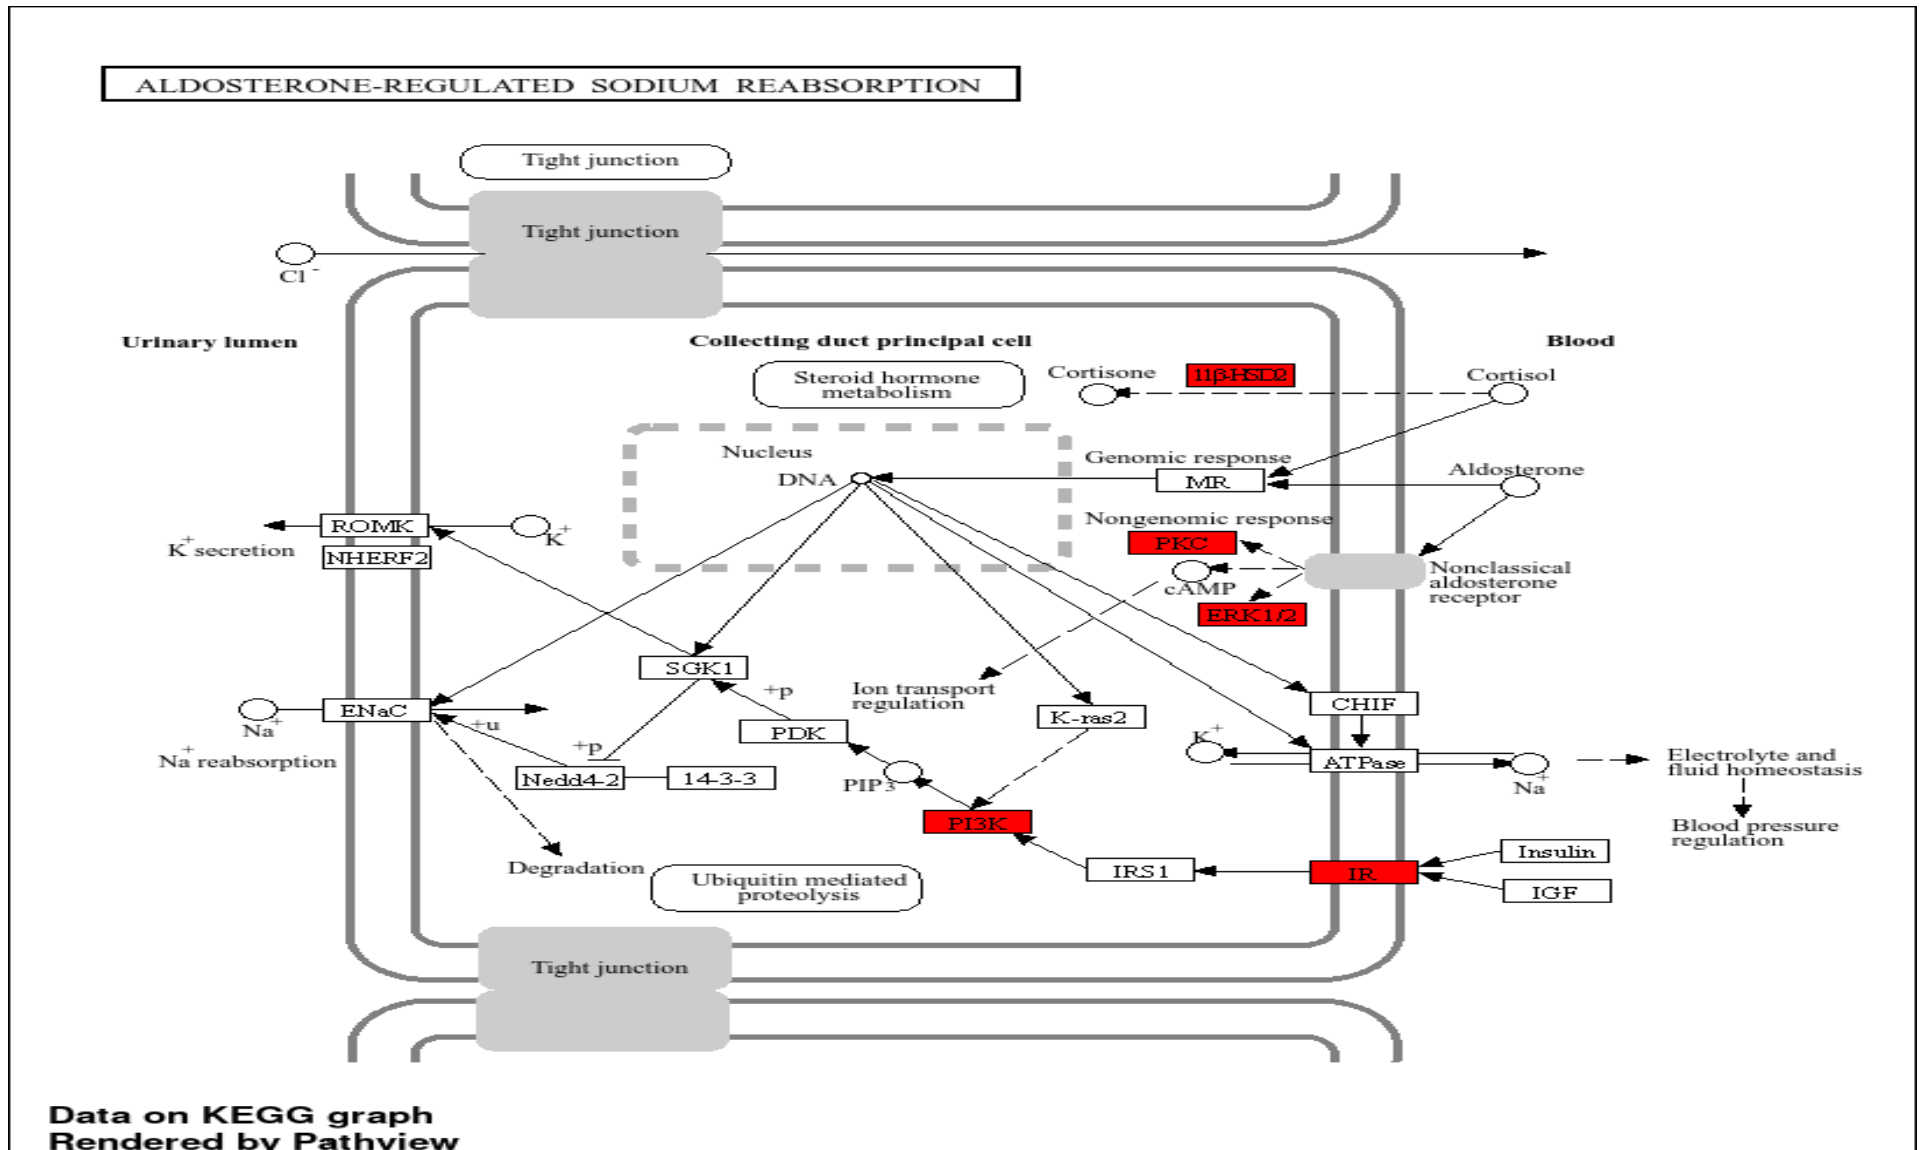 ALDOSTERONE-REGULATED SODIUM REABSORPTION
Tight junction
Tight junction
Cl -
Urinary lumen
Collecting duct principal cell
Blood
Steroid hormone
metabolism
Cortisone
11β-HSD2
Cortisol
Nucleus
DNA
Genomic response
MR
Aldosterone
Nongenomic response
PKC
cAMP
ERK1/2
Nonclassical
aldosterone
receptor
ROMK
K+
K+ secretion
NHERF2
SGK1
+p
Ion transport
regulation
K-ras2
CHIF
ENaC
Na+
Na+ reabsorption
+u
+p
PDK
Nedd4-2
14-3-3
PIP3
PI3K
K+
ATPase
Na+
Electrolyte and
fluid homeostasis
Blood pressure
regulation
Degradation
Ubiquitin mediated
proteolysis
IRS1
IR
Insulin
IGF
Tight junction
Data on KEGG graph
Rendered by Pathview